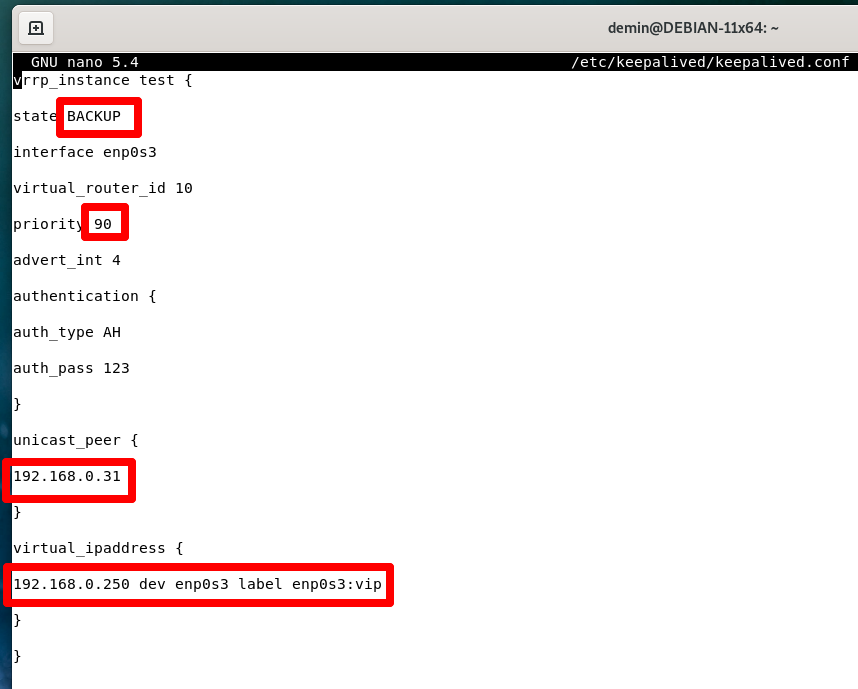 demin@DEBIAN-11x64: ~
GNU nano 5.4 /etc/keepalived/keepalived.conf
vrrp_instance test {
state BACKUP
interface enp0s3
virtual_router_id 10
priority 90
advert_int 4
authentication {
auth_type AH
auth_pass 123
}
unicast_peer {
192.168.0.31
}
virtual_ipaddress {
192.168.0.250 dev enp0s3 label enp0s3:vip
}
}